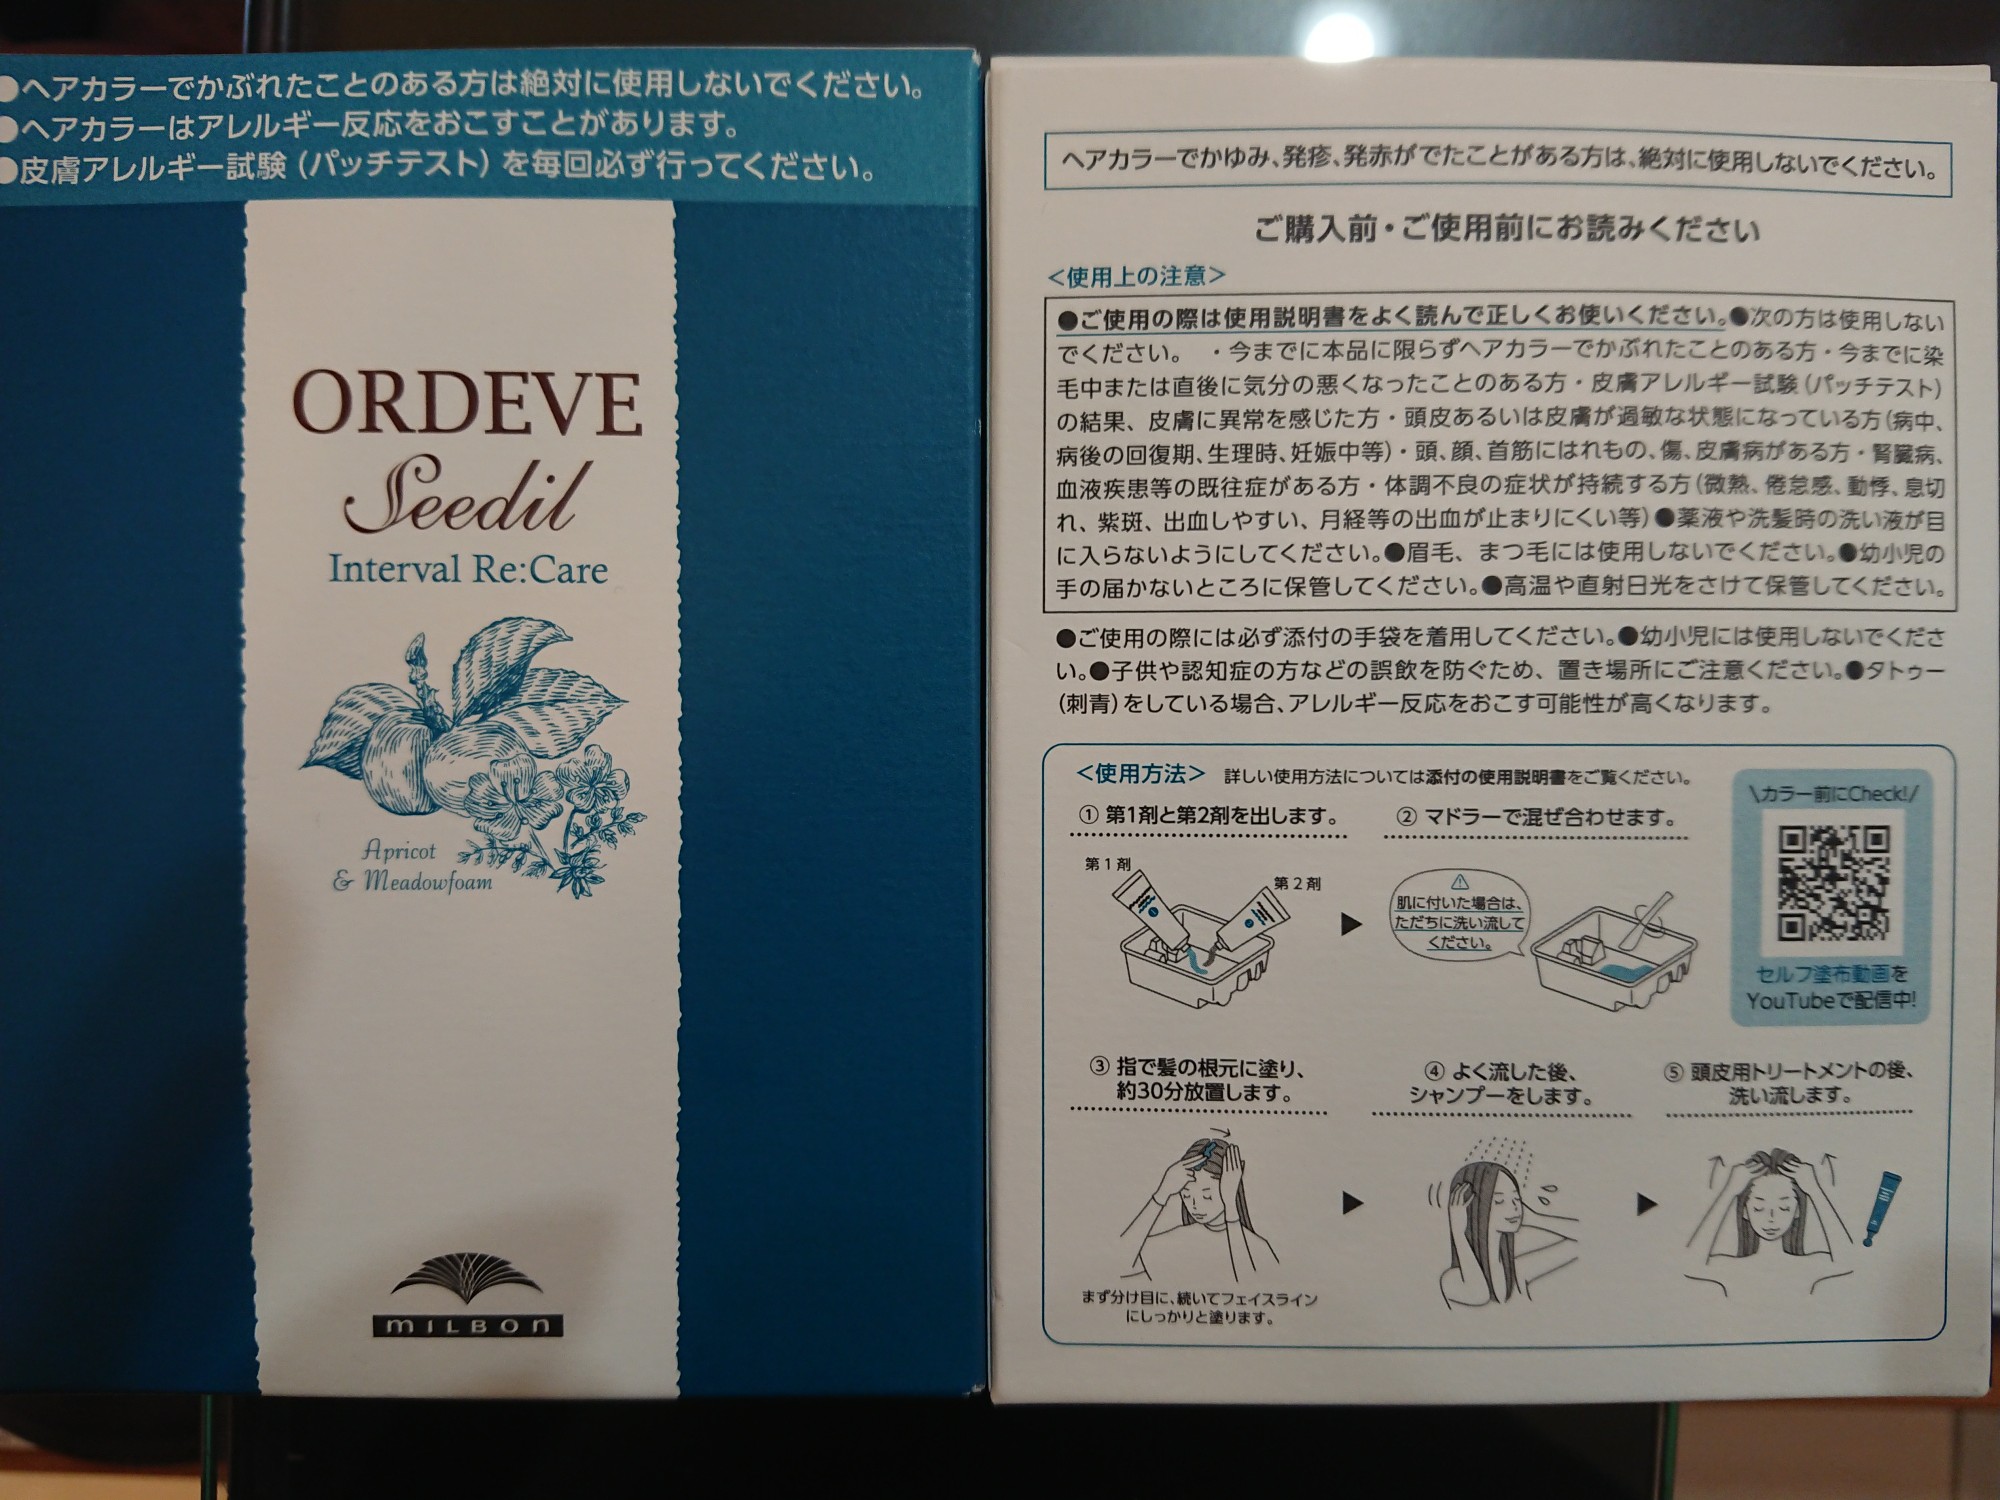 ●ヘアカラーでかぶれたことのある方は絶対に使用しないでください。
●ヘアカラーはアレルギー反応をおこすことがあります。
●皮膚アレルギー試験（パッチテスト）を毎回必ず行ってください。
ORDEVE
Seedil
Interval Re:Care
Apricot
& Meadowfoam
MILBON
ヘアカラーでかゆみ、発疹、発赤がでたことがある方は、絶対に使用しないでください。
ご購入前・ご使用前にお読みください
＜使用上の注意＞
●ご使用の際は使用説明書をよく読んで正しくお使いください。●次の方は使用しない
でください。　・今までに本品に限らずヘアカラーでかぶれたことのある方・今までに染
毛中または直後に気分の悪くなったことのある方・皮膚アレルギー試験（パッチテスト）
の結果、皮膚に異常を感じた方・頭皮あるいは皮膚が過敏な状態になっている方（病中、
病後の回復期、生理時、妊娠中等）・頭、顔、首筋にはれもの、傷、皮膚病がある方・腎臓病、
血液疾患等の既往症がある方・体調不良の症状が持続する方（微熱、倦怠感、動悸、息切
れ、紫斑、出血しやすい、月経等の出血が止まりにくい等）●薬液や洗髪時の洗い液が目
に入らないようにしてください。●眉毛、まつ毛には使用しないでください。●幼小児の
手の届かないところに保管してください。●高温や直射日光をさけて保管してください。
●ご使用の際には必ず添付の手袋を着用してください。●幼小児には使用しないでくださ
い。●子供や認知症の方などの誤飲を防ぐため、置き場所にご注意ください。●タトゥー
（刺青）をしている場合、アレルギー反応をおこす可能性が高くなります。
＜使用方法＞ 詳しい使用方法については添付の使用説明書をご覧ください。
① 第1剤と第2剤を出します。
第1剤
第2剤
② マドラーで混ぜ合わせます。
肌に付いた場合は、
ただちに洗い流して
ください。
\カラー前にCheck!/
セルフ塗布動画を
YouTubeで配信中!
③ 指で髪の根元に塗り、
約30分放置します。
まず分け目に、続いてフェイスライン
にしっかりと塗ります。
④ よく流した後、
シャンプーをします。
⑤ 頭皮用トリートメントの後、
洗い流します。